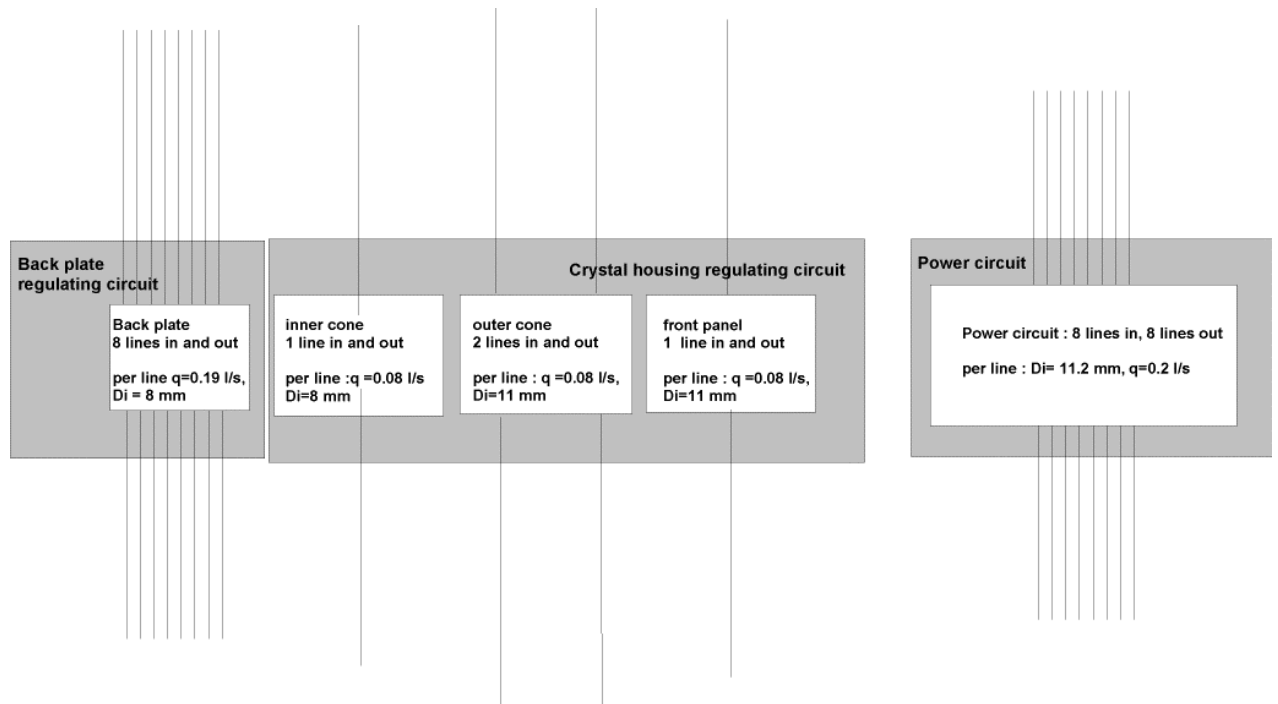 Back plate
regulating circuit
Back plate
8 lines in and out
per line q=0.19 l/s,
Di = 8 mm
Crystal housing regulating circuit
inner cone
1 line in and out
per line :q =0.08 l/s
Di=8 mm
outer cone
2 lines in and out
per line : q =0.08 l/s,
Di=11 mm
front panel
1 line in and out
per line : q =0.08 l/s,
Di=11 mm
Power circuit
Power circuit : 8 lines in, 8 lines out
per line : Di= 11.2 mm, q=0.2 l/s